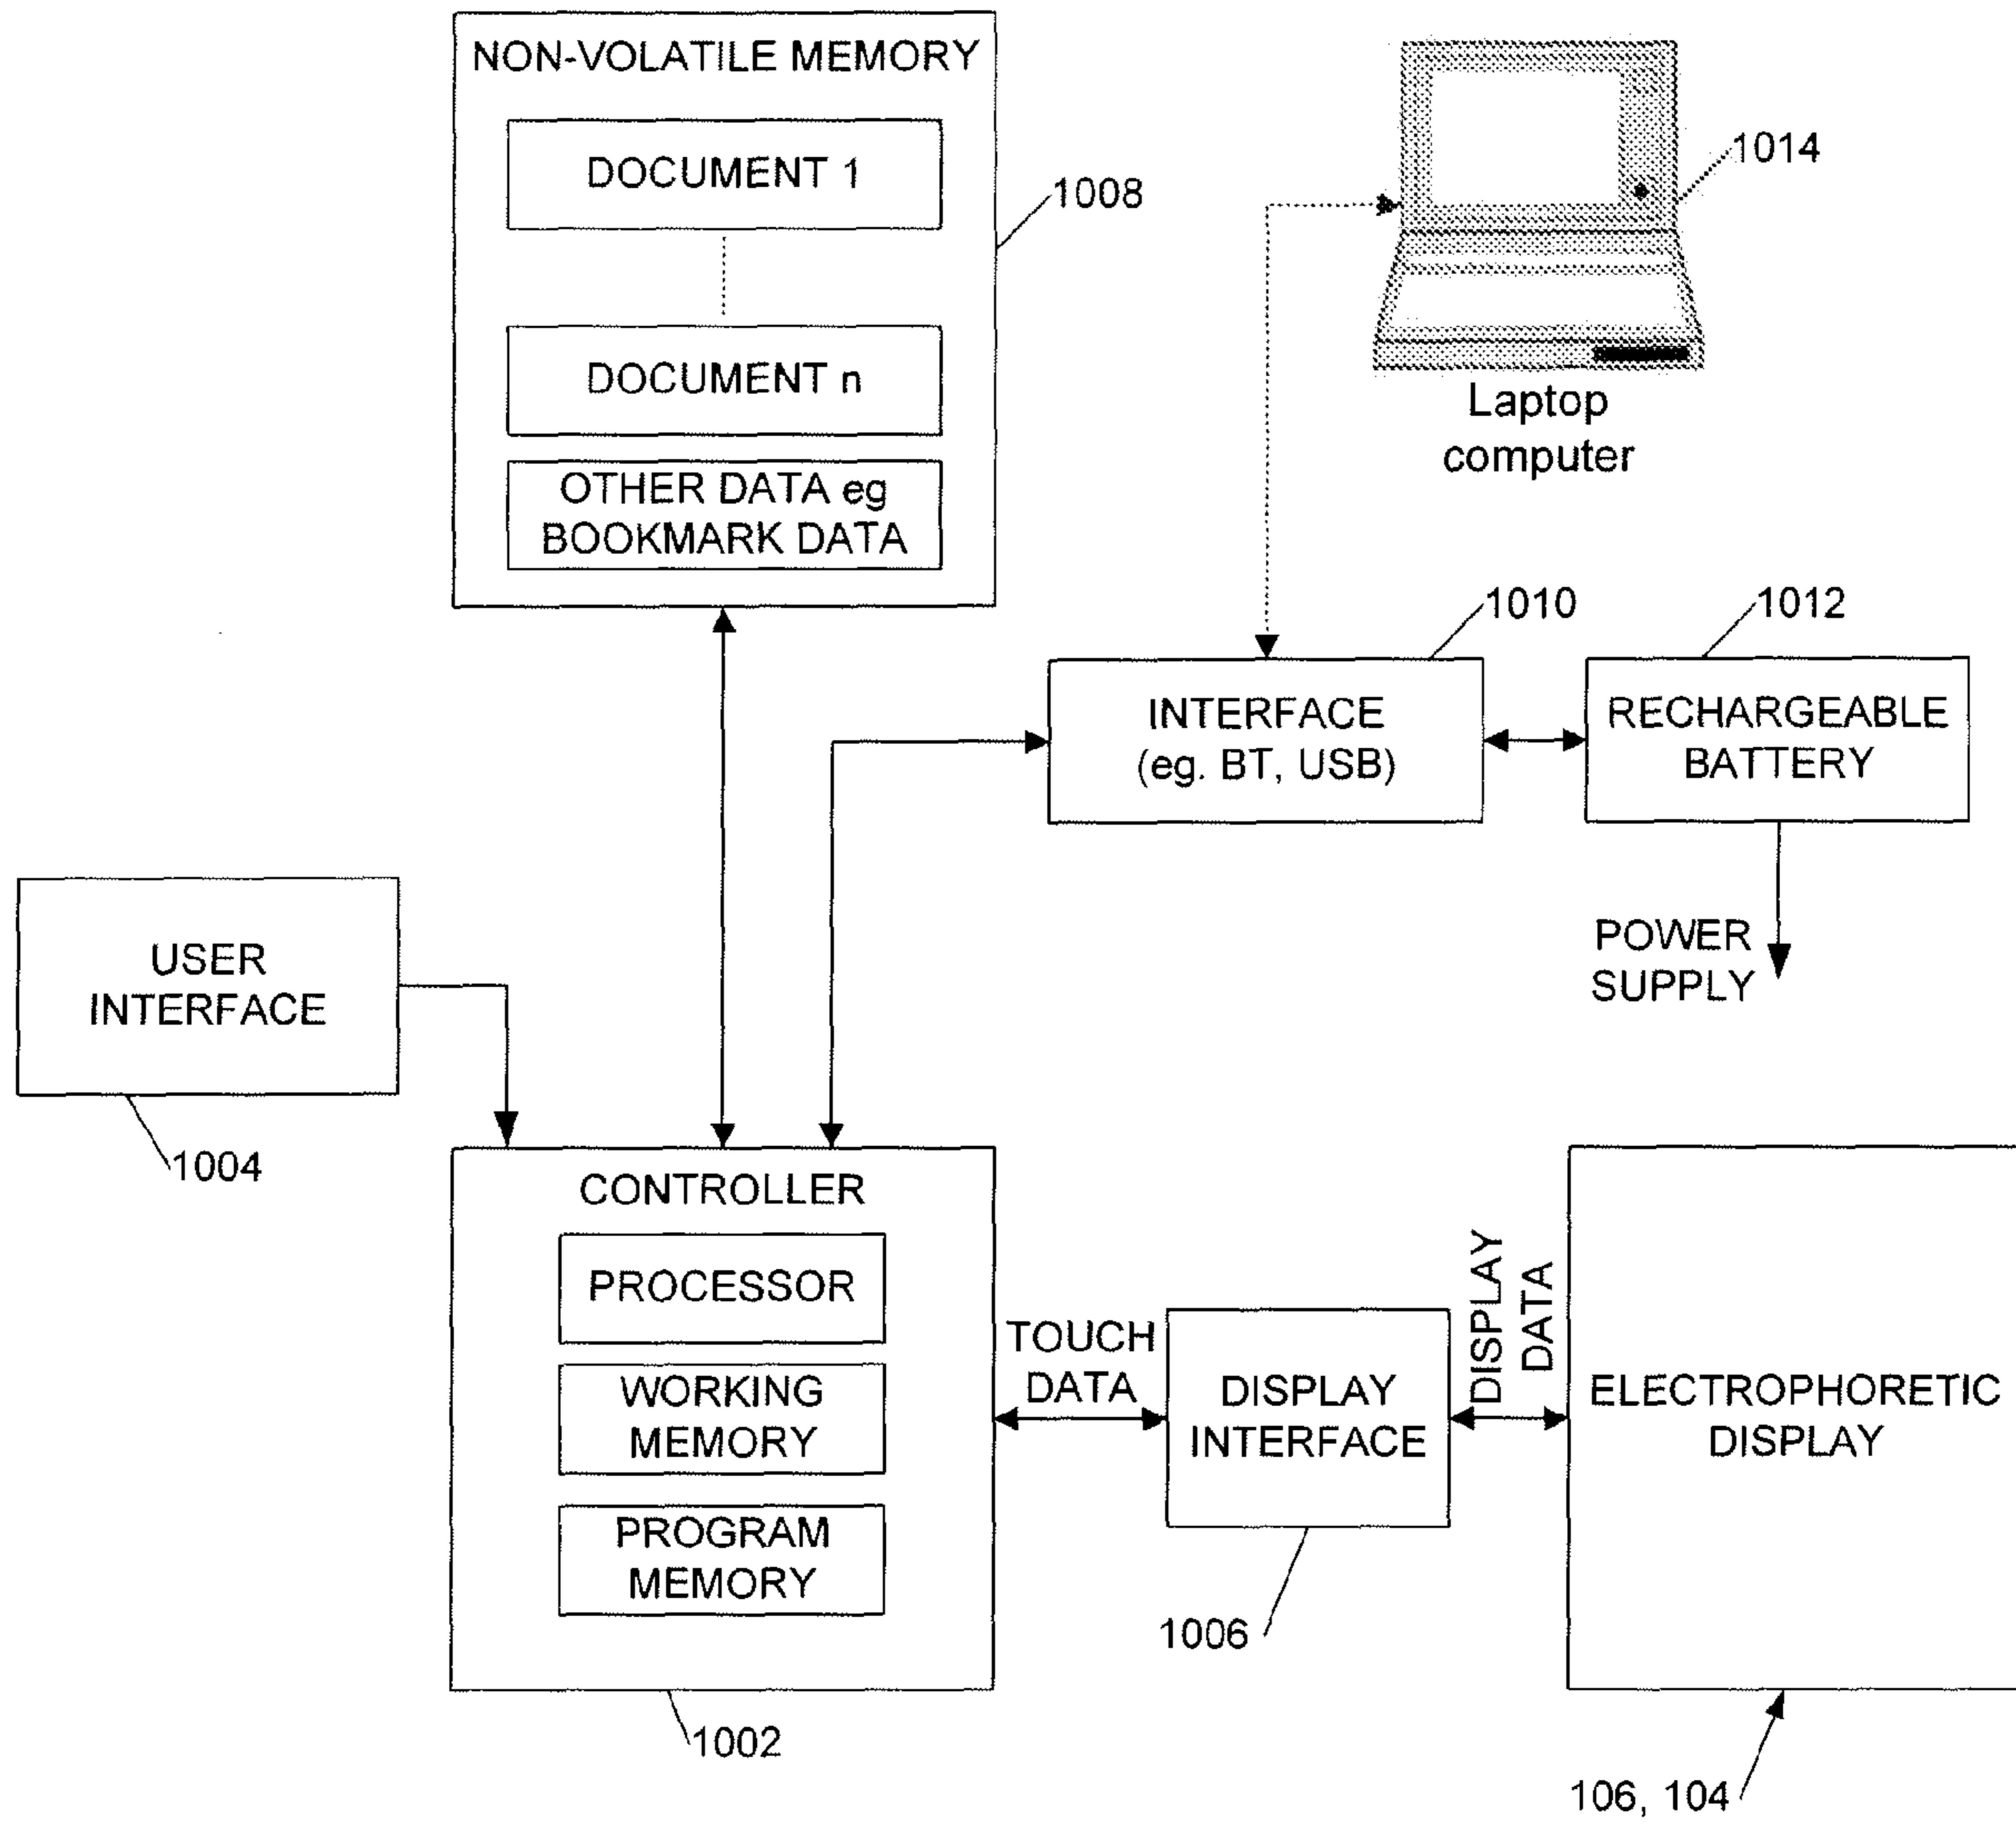 NON-VOLATILE MEMORY
DOCUMENT 1
DOCUMENT n
OTHER DATA eg
BOOKMARK DATA
1008
1014
Laptop
computer
1010
1012
INTERFACE
(eg. BT, USB)
RECHARGEABLE
BATTERY
POWER
SUPPLY
USER
INTERFACE
1004
CONTROLLER
PROCESSOR
WORKING
MEMORY
PROGRAM
MEMORY
1002
TOUCH
DATA
DISPLAY
INTERFACE
1006
DISPLAY
DATA
ELECTROPHORETIC
DISPLAY
106, 104